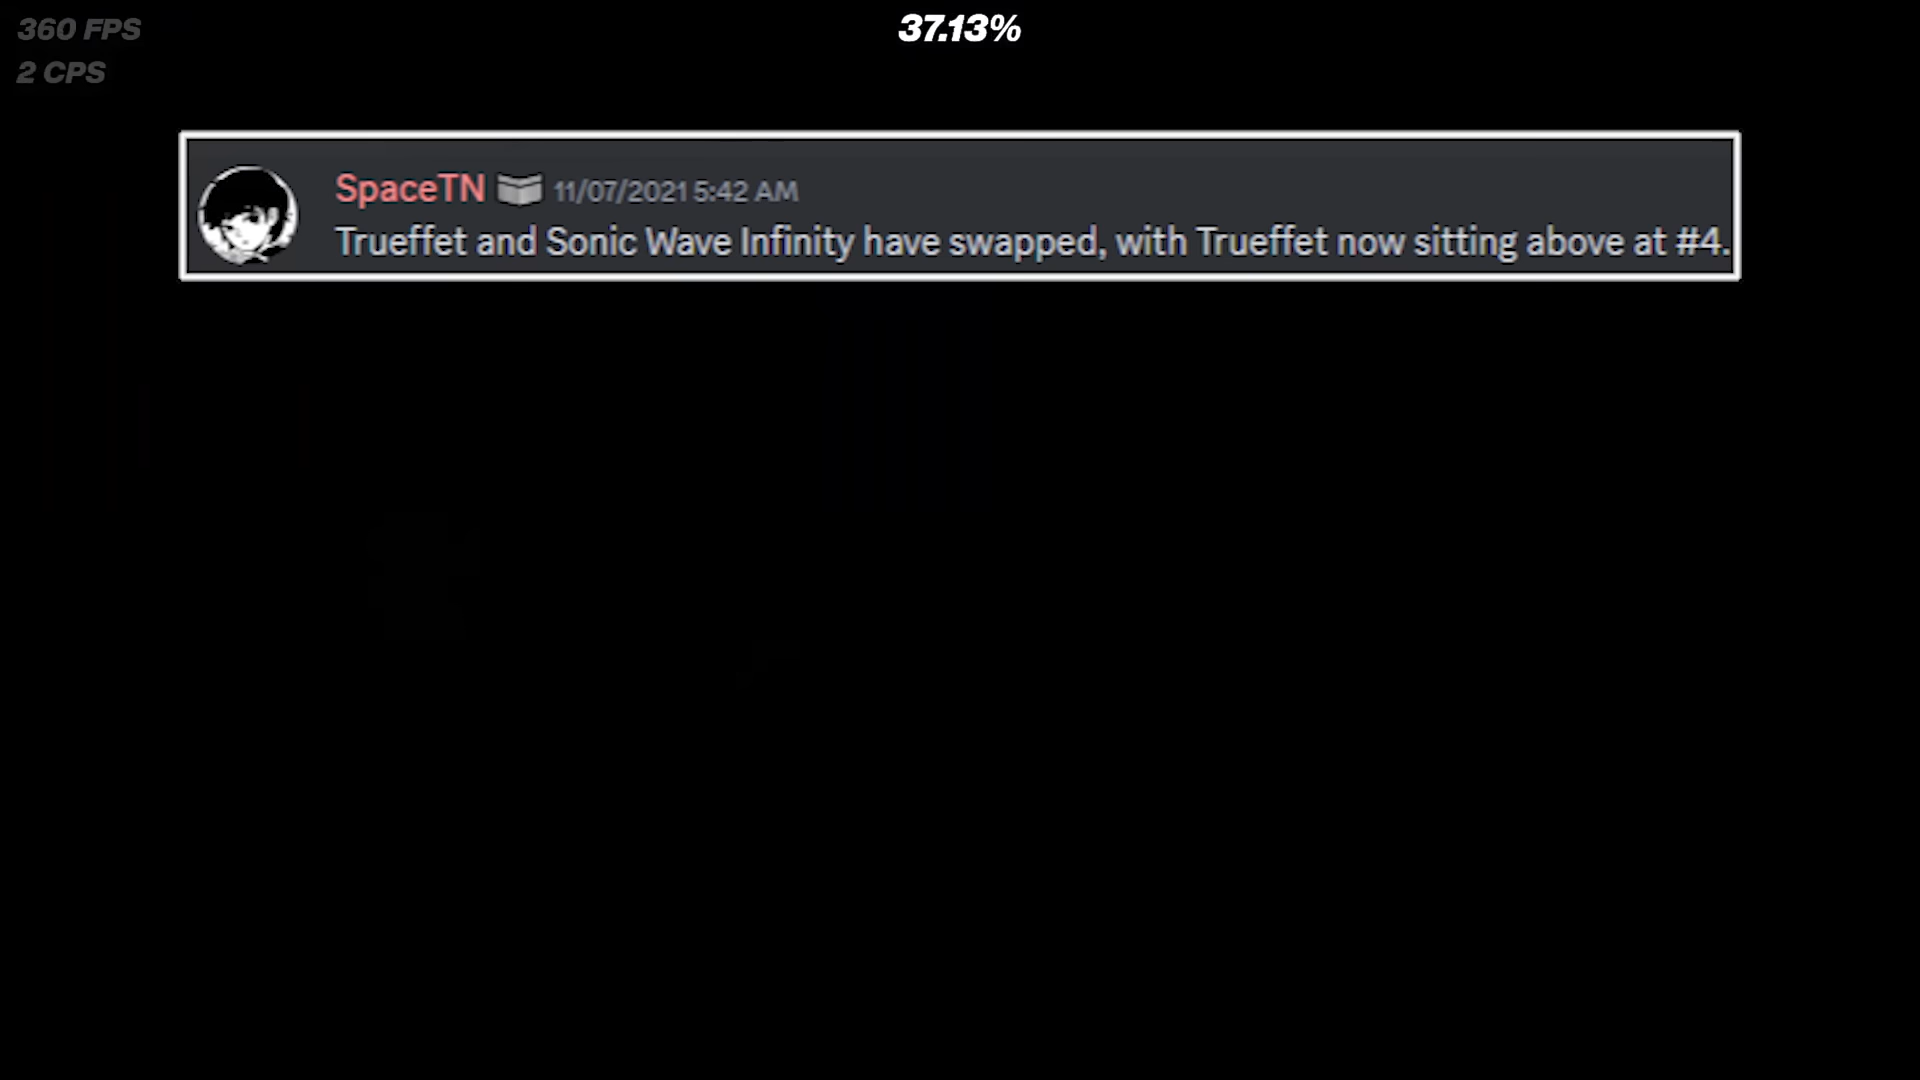 360 FPS
37.13%
2 CPS
SpaceTN 11/07/2021 5:42 AM
Trueffet and Sonic Wave Infinity have swapped, with Trueffet now sitting above at #4.